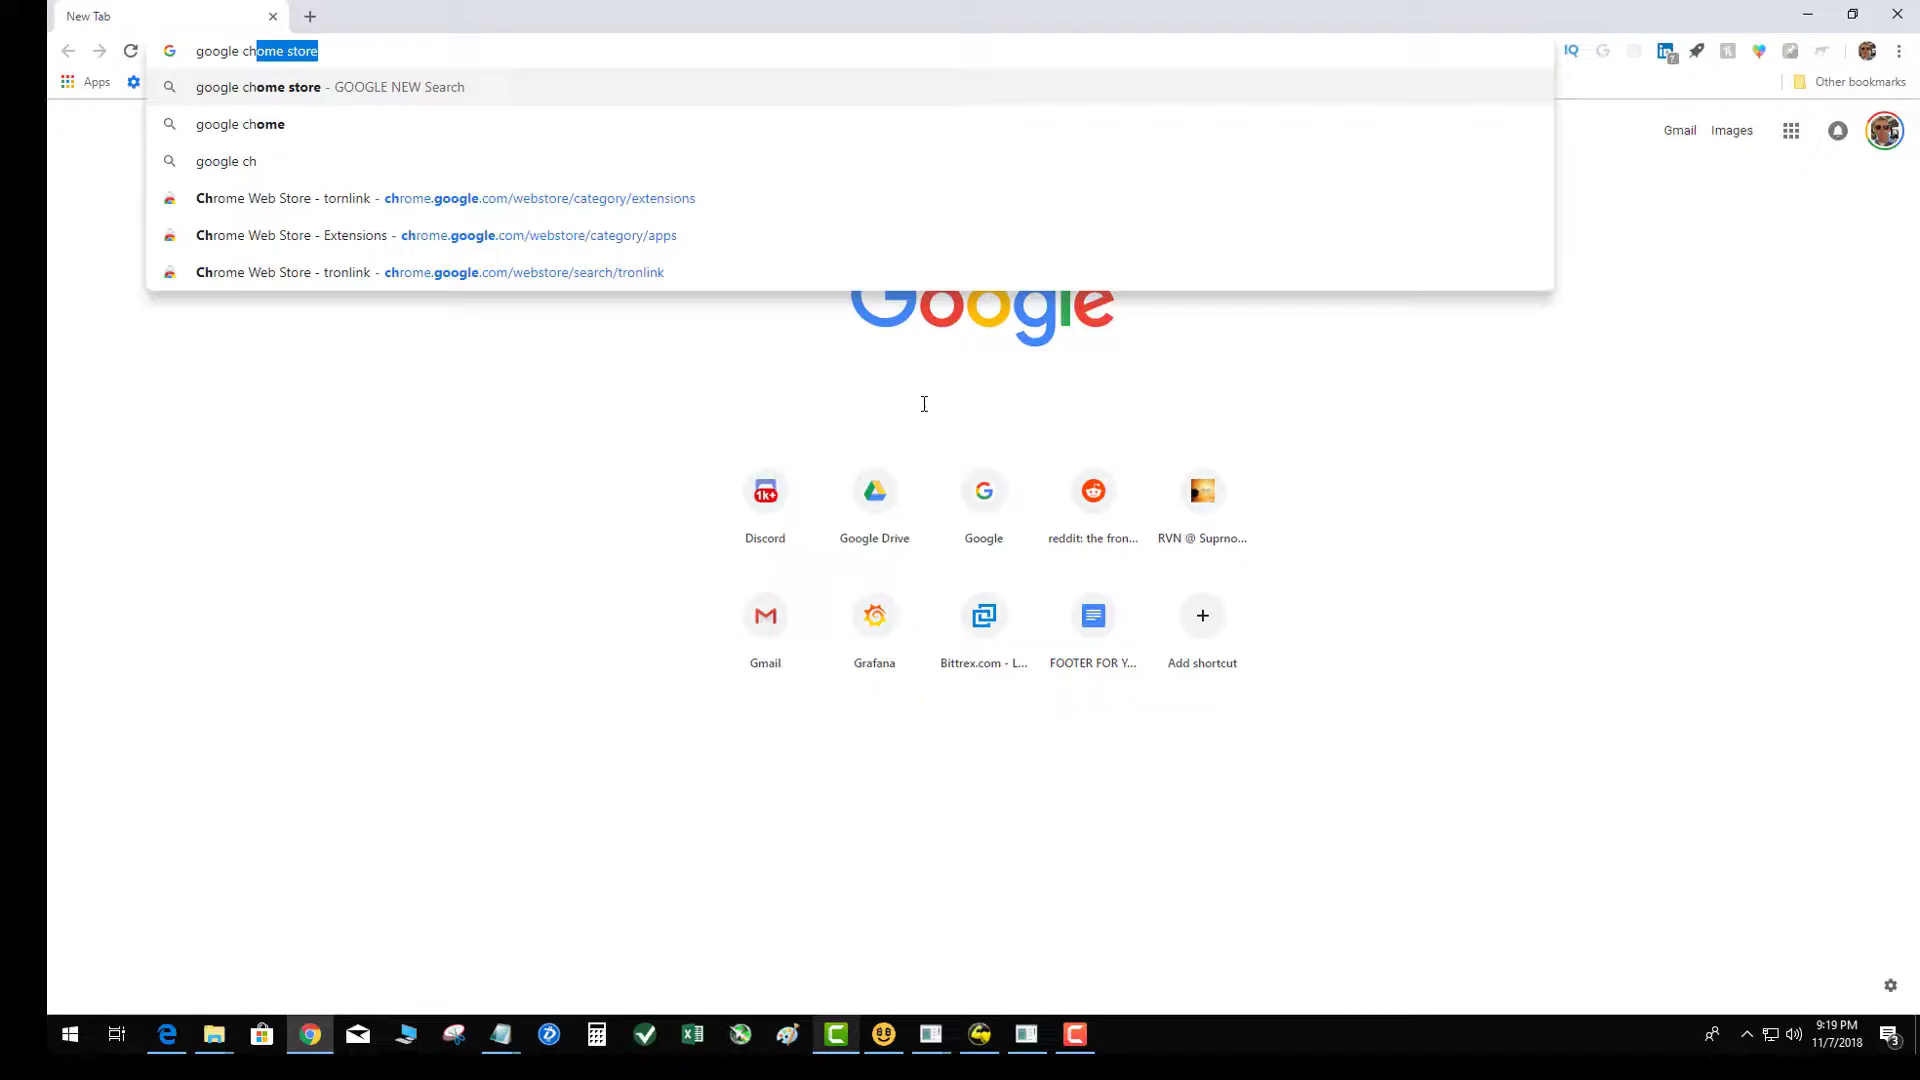 New Tab
google chome store
Apps
Other bookmarks
google chome store - GOOGLE NEW Search
google chome
google ch
Chrome Web Store - tornlink - chrome.google.com/webstore/category/extensions
Chrome Web Store - Extensions - chrome.google.com/webstore/category/apps
Chrome Web Store - tronlink - chrome.google.com/webstore/search/tronlink
Gmail Images
Google
1k+
Discord Google Drive Google reddit: the fron... RVN @ Suprno...
Gmail Grafana Bittrex.com - L... FOOTER FOR Y... Add shortcut
9:19 PM
11/7/2018
3